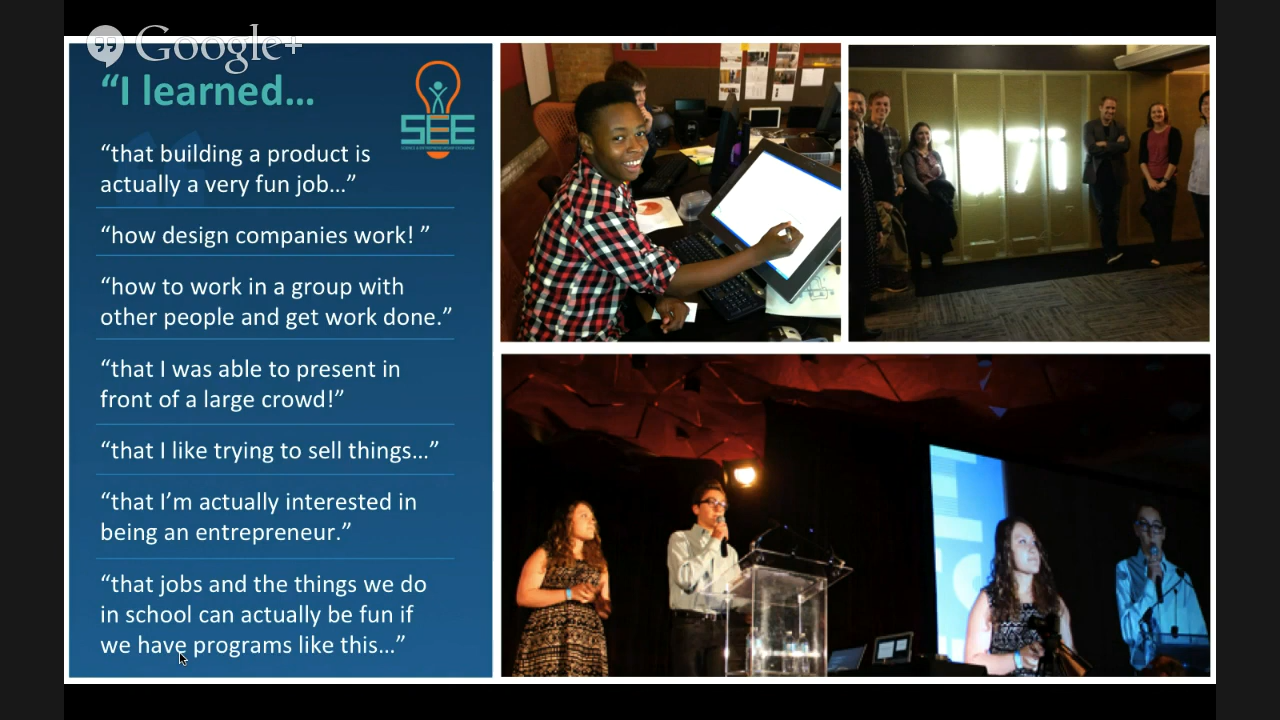 Google+
“I learned...
SEE
“that building a product is
actually a very fun job...”
“how design companies work! ”
“how to work in a group with
other people and get work done.”
“that I was able to present in
front of a large crowd!”
“that I like trying to sell things...”
“that I’m actually interested in
being an entrepreneur.”
“that jobs and the things we do
in school can actually be fun if
we have programs like this...”